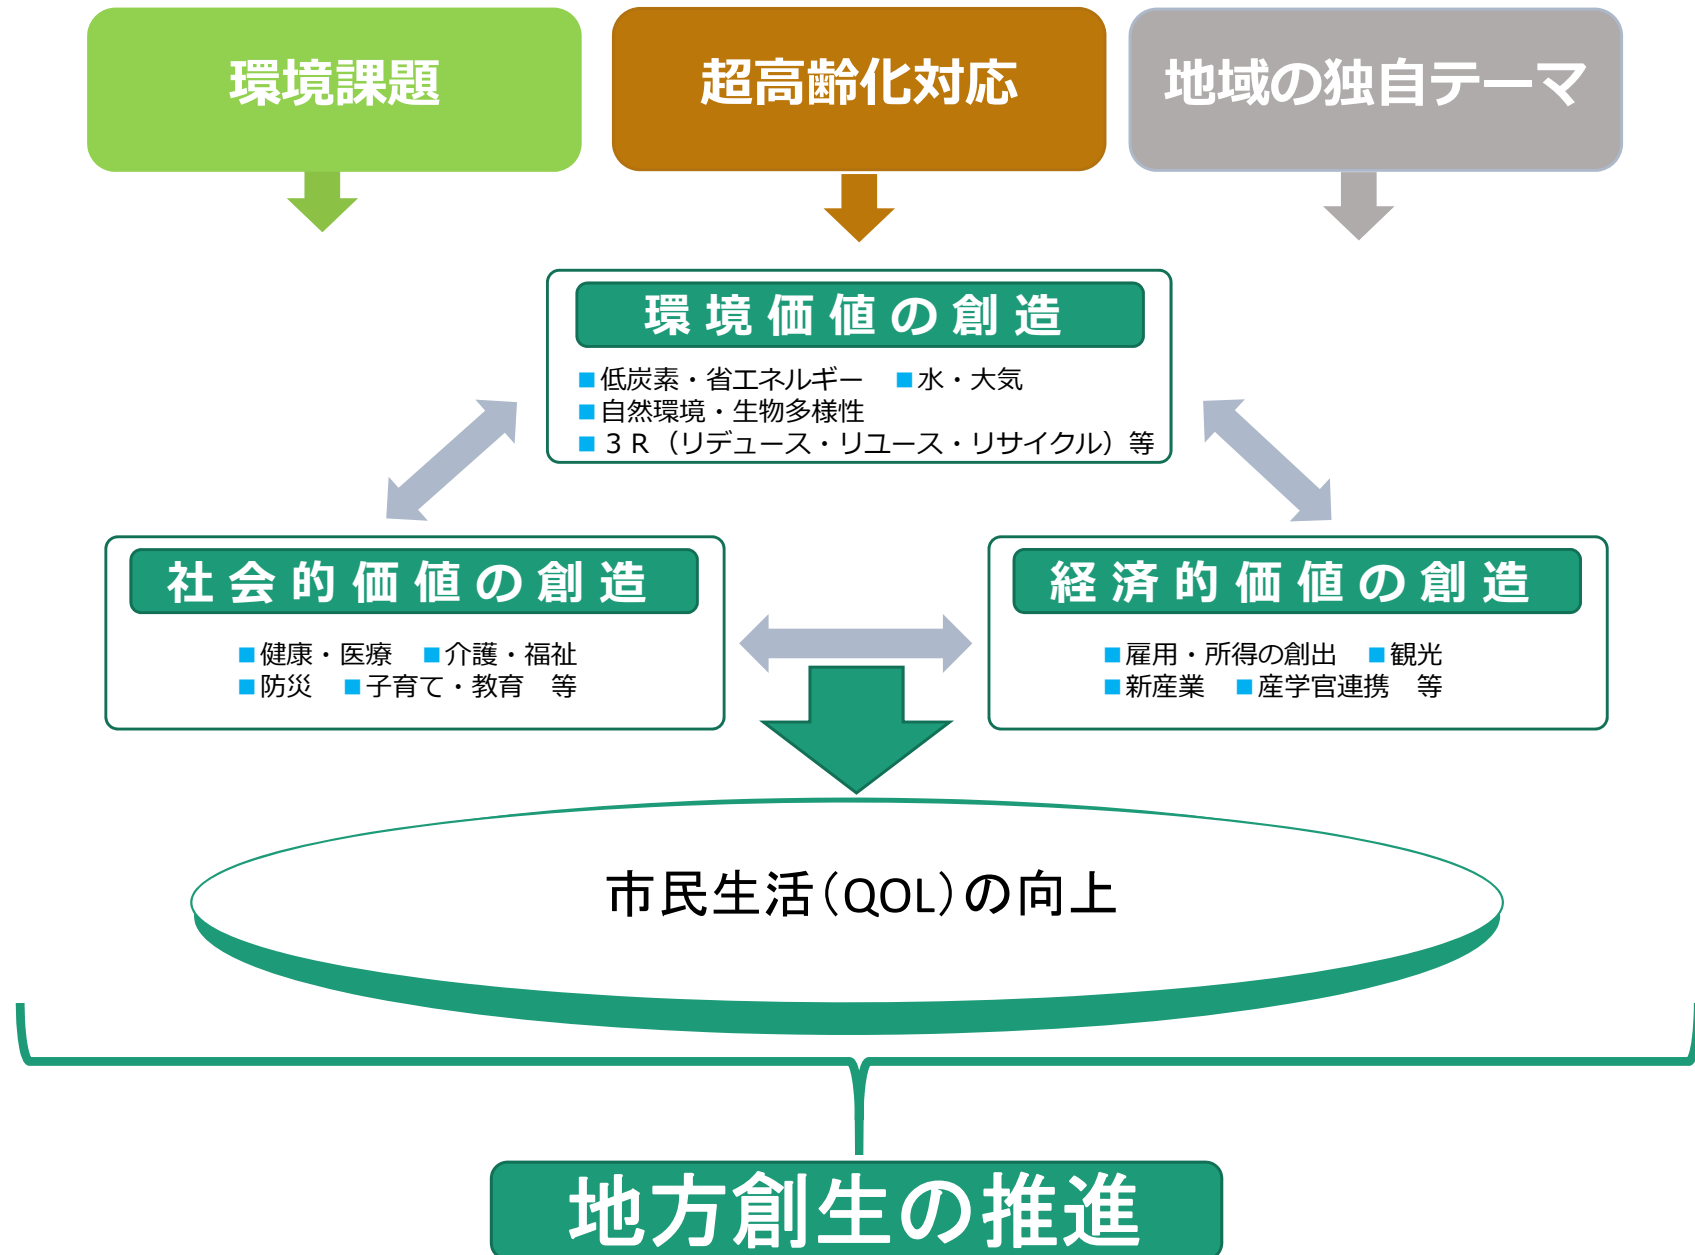 環境課題
超高齢化対応
地域の独自テーマ
環境価値の創造
■低炭素・省エネルギー　■水・大気
■自然環境・生物多様性
■３Ｒ（リデュース・リユース・リサイクル）等
社会的価値の創造
■健康・医療　■介護・福祉
■防災　■子育て・教育　等
経済的価値の創造
■雇用・所得の創出　■観光
■新産業　■産学官連携　等
市民生活（QOL）の向上
地方創生の推進